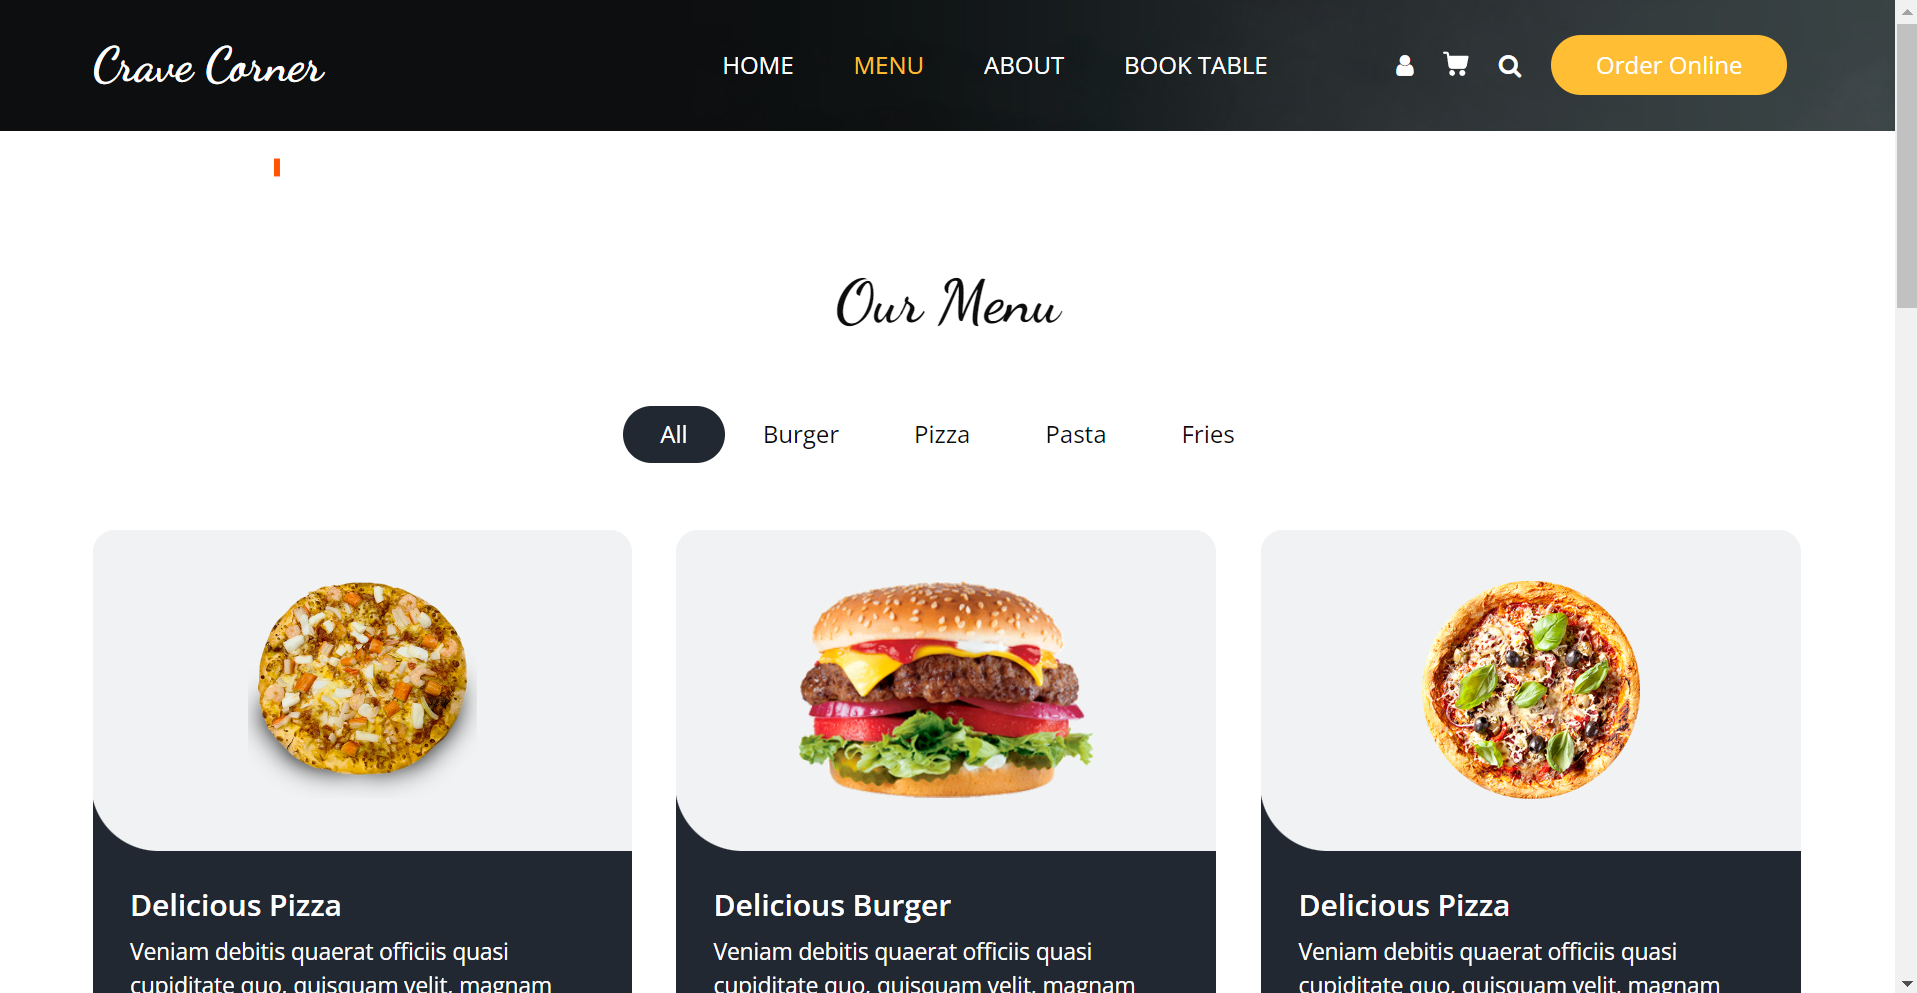 Crave Corner
HOME MENU ABOUT BOOK TABLE
Order Online
Our Menu
All Burger Pizza Pasta Fries
Delicious Pizza
Veniam debitis quaerat officiis quasi
cupiditate quo, quisquam velit, magnam
Delicious Burger
Veniam debitis quaerat officiis quasi
cupiditate quo, quisquam velit, magnam
Delicious Pizza
Veniam debitis quaerat officiis quasi
cupiditate quo, quisquam velit, magnam